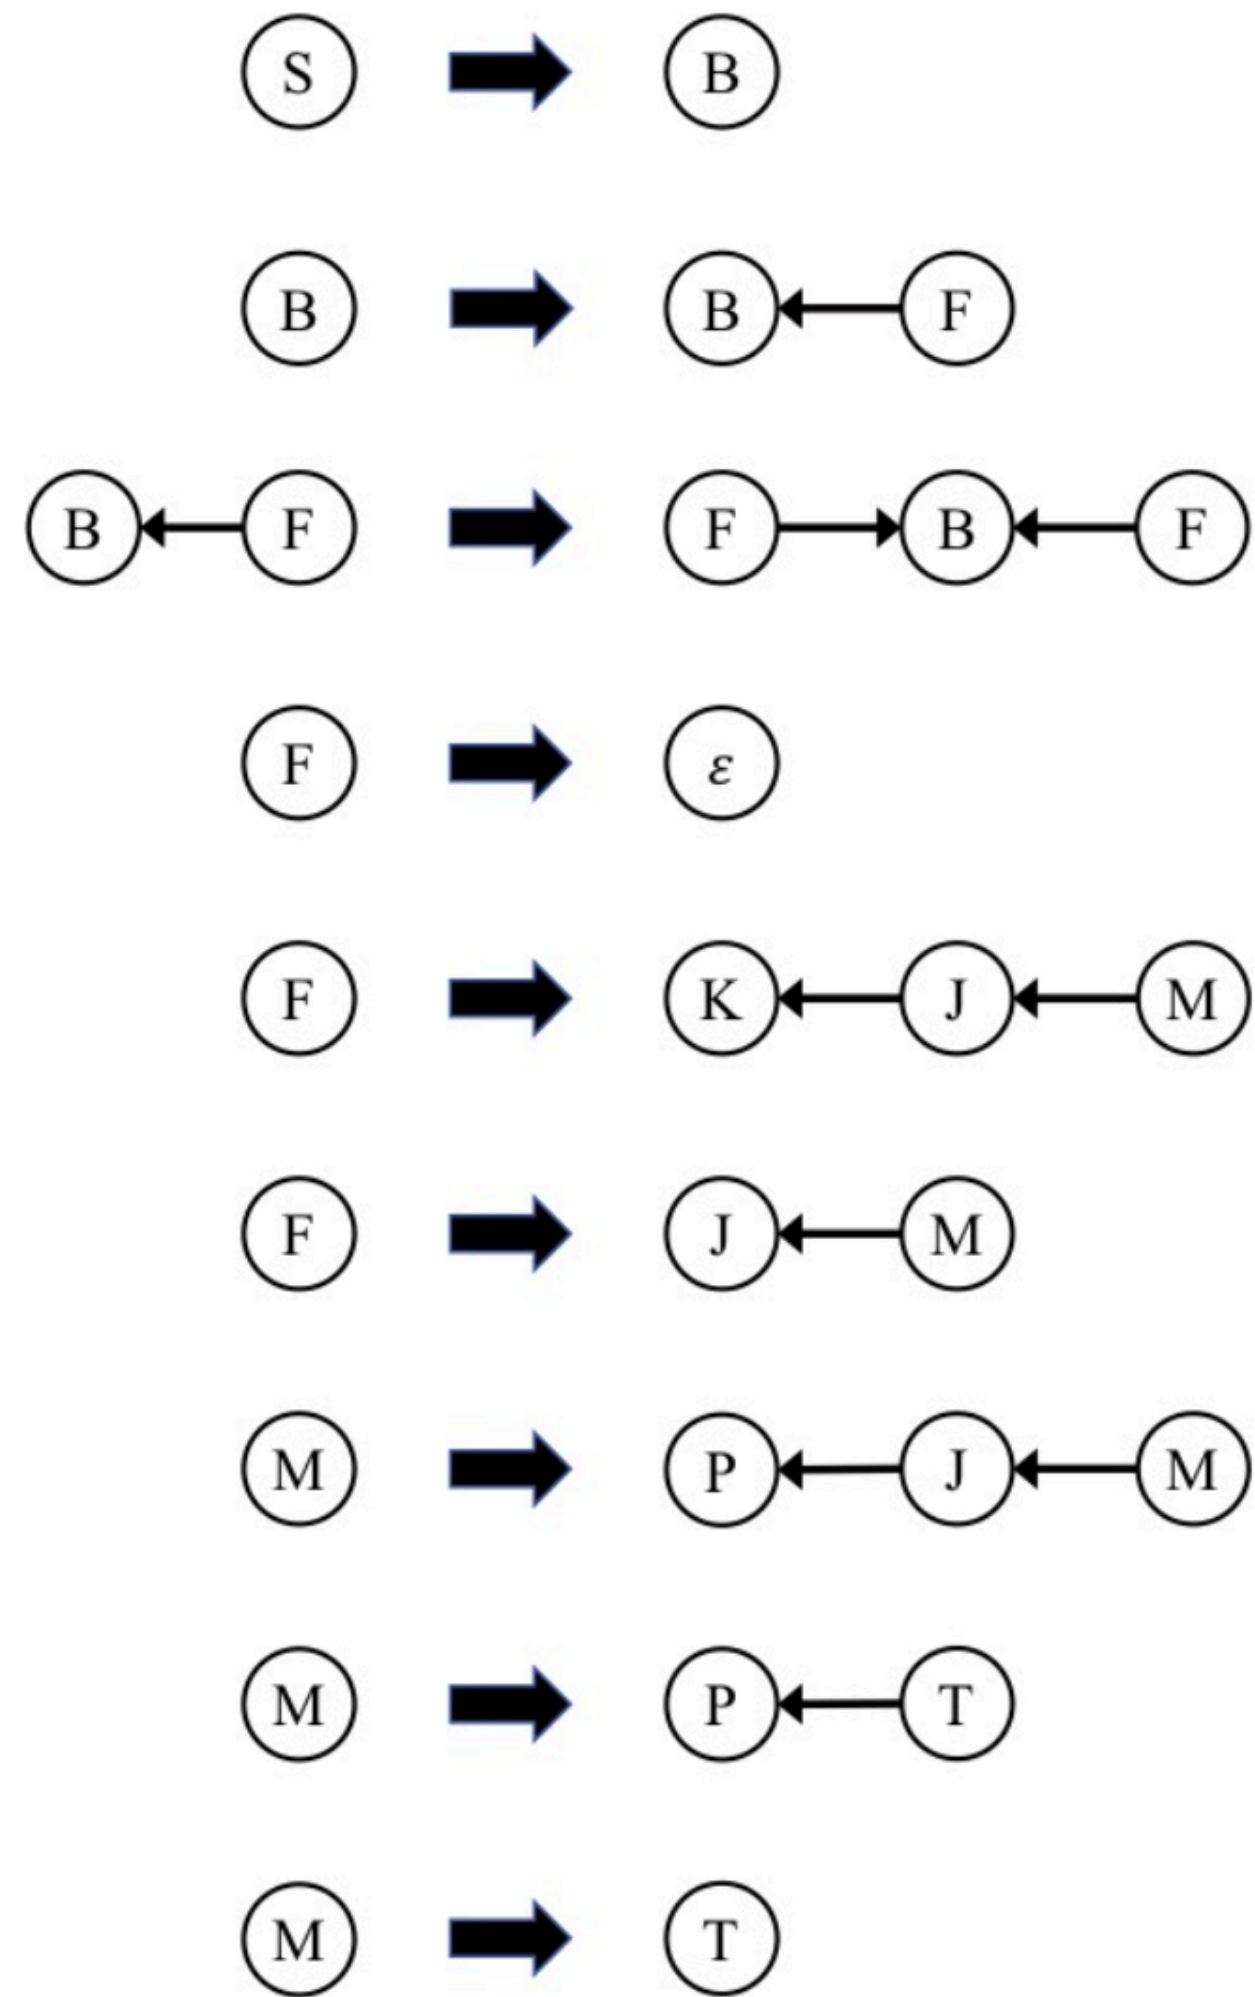 S B
B B F
B F F B F
F ε
F K J M
F J M
M P J M
M P T
M T